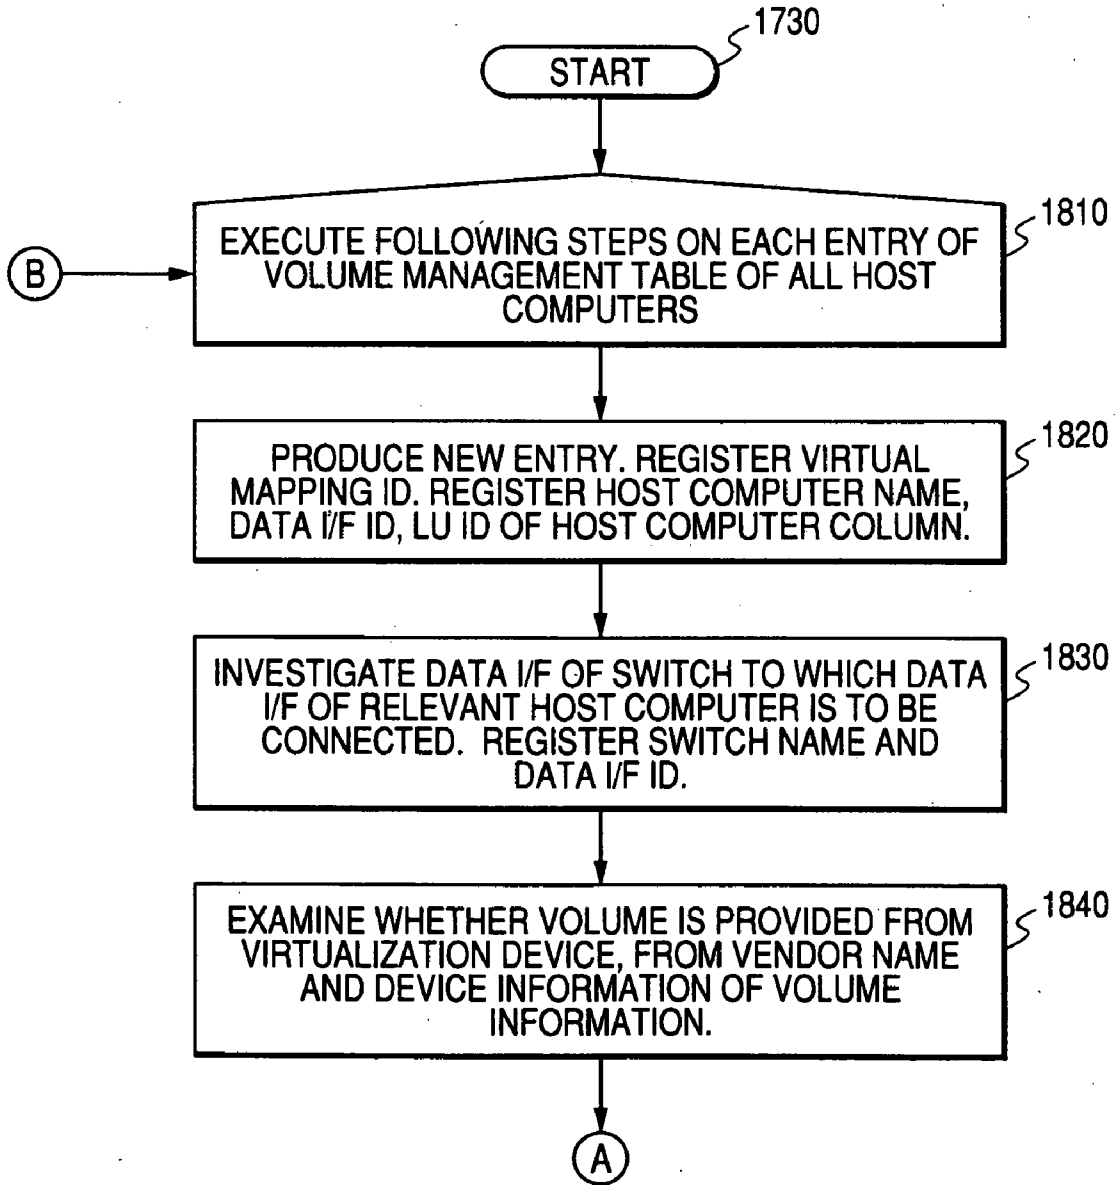 1730
START
1810
EXECUTE FOLLOWING STEPS ON EACH ENTRY OF
VOLUME MANAGEMENT TABLE OF ALL HOST
COMPUTERS
B
1820
PRODUCE NEW ENTRY. REGISTER VIRTUAL
MAPPING ID. REGISTER HOST COMPUTER NAME,
DATA I/F ID, LU ID OF HOST COMPUTER COLUMN.
1830
INVESTIGATE DATA I/F OF SWITCH TO WHICH DATA
I/F OF RELEVANT HOST COMPUTER IS TO BE
CONNECTED. REGISTER SWITCH NAME AND
DATA I/F ID.
1840
EXAMINE WHETHER VOLUME IS PROVIDED FROM
VIRTUALIZATION DEVICE, FROM VENDOR NAME
AND DEVICE INFORMATION OF VOLUME
INFORMATION.
A